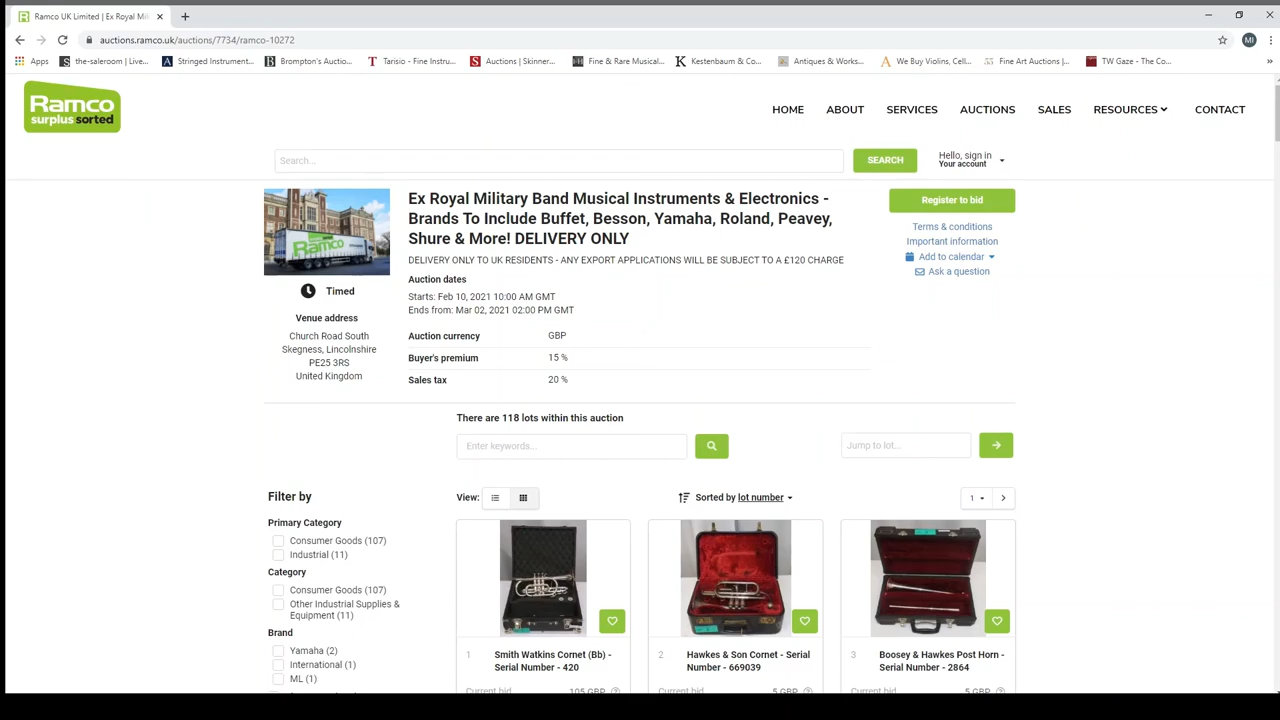 Ramco UK Limited | Ex Royal Mili
auctions.ramco.uk/auctions/7734/ramco-10272
MI
Apps
the-saleroom | Live...
Stringed Instrument...
Brompton's Auctio...
Tarisio - Fine Instru...
Auctions | Skinner...
Fine & Rare Musical...
Kestenbaum & Co...
Antiques & Works...
We Buy Violins, Cell...
Fine Art Auctions |...
TW Gaze - The Co...
Ramco
surplus sorted
HOME
ABOUT
SERVICES
AUCTIONS
SALES
RESOURCES
CONTACT
Search...
SEARCH
Hello, sign in
Your account
Ramco
Timed
Venue address
Church Road South
Skegness, Lincolnshire
PE25 3RS
United Kingdom
Ex Royal Military Band Musical Instruments & Electronics -
Brands To Include Buffet, Besson, Yamaha, Roland, Peavey,
Shure & More! DELIVERY ONLY
DELIVERY ONLY TO UK RESIDENTS - ANY EXPORT APPLICATIONS WILL BE SUBJECT TO A £120 CHARGE
Auction dates
Starts: Feb 10, 2021 10:00 AM GMT
Ends from: Mar 02, 2021 02:00 PM GMT
Auction currency GBP
Buyer's premium 15 %
Sales tax 20 %
Register to bid
Terms & conditions
Important information
Add to calendar
Ask a question
There are 118 lots within this auction
Enter keywords...
Jump to lot...
View:
Sorted by lot number
1
Filter by
Primary Category
Consumer Goods (107)
Industrial (11)
Category
Consumer Goods (107)
Other Industrial Supplies &
Equipment (11)
Brand
Yamaha (2)
International (1)
ML (1)
1 Smith Watkins Cornet (Bb) -
Serial Number - 420
Current bid 105 GBP
2 Hawkes & Son Cornet - Serial
Number - 669039
Current bid 5 GBP
3 Boosey & Hawkes Post Horn -
Serial Number - 2864
Current bid 5 GBP